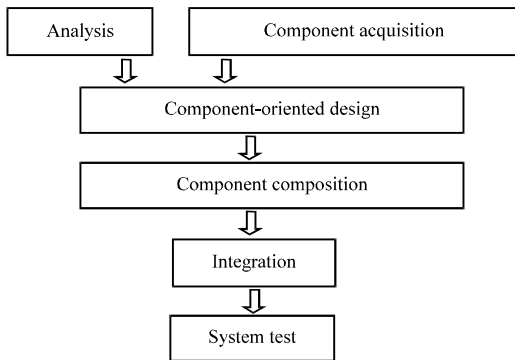 Analysis
Component acquisition
Component-oriented design
Component composition
Integration
System test